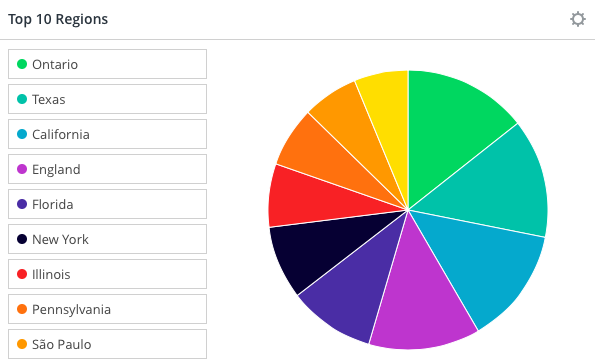 Top 10 Regions
Ontario
Texas
California
England
Florida
New York
Illinois
Pennsylvania
São Paulo